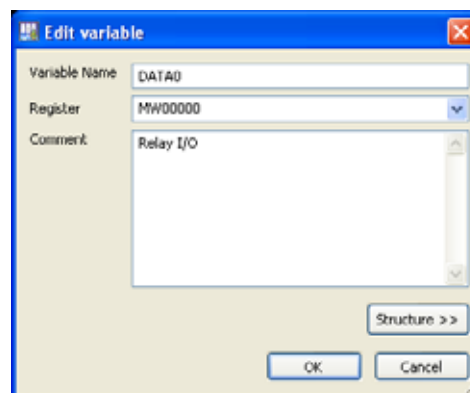 Edit variable
Variable Name DATA0
Register MW00000
Comment Relay I/O
Structure >>
OK Cancel